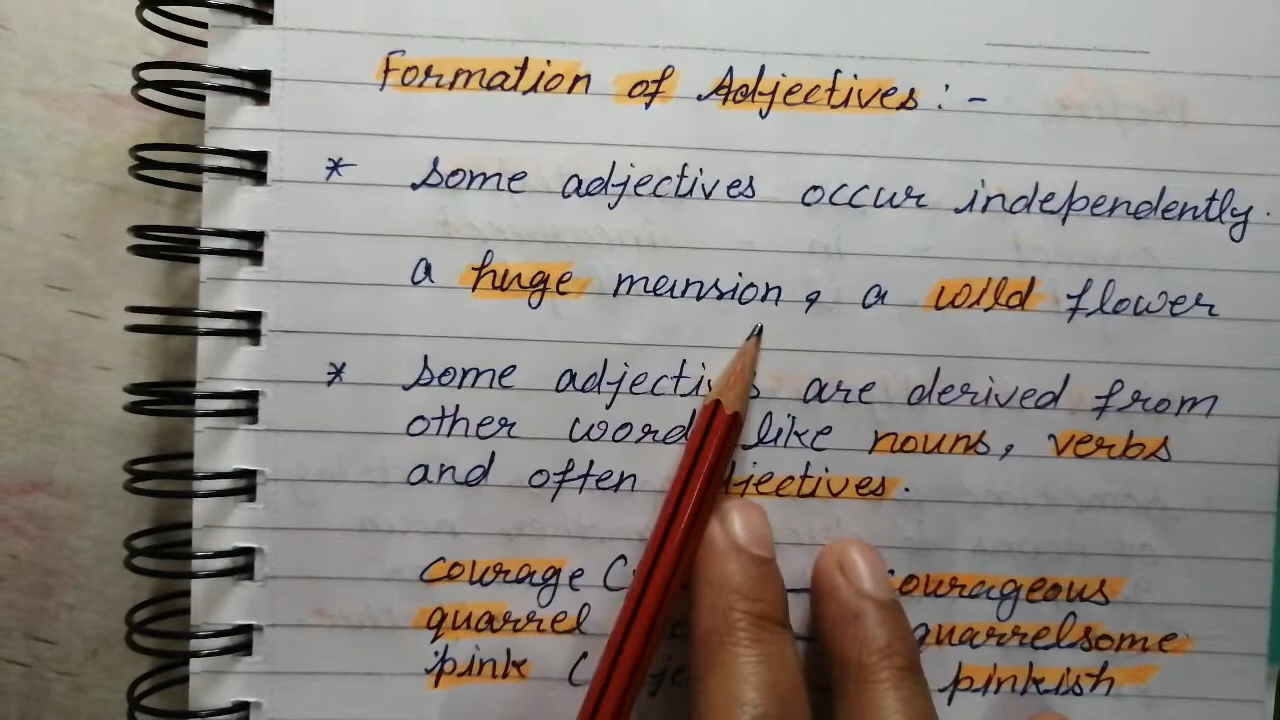 Formation of Adjectives : -
* Some adjectives occur independently.
a huge mansion, a wild flower
* Some adjectives are derived from
other words like nouns, verbs
and often adjectives.
courage ( courageous
quarrel quarrelsome
pink ( pinkish